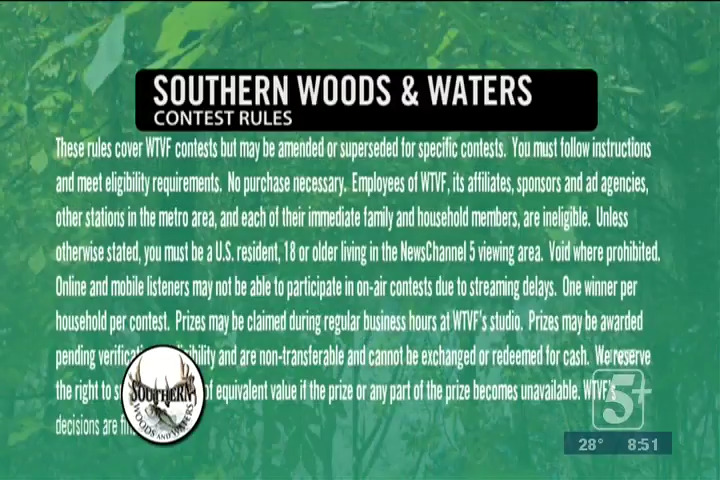 SOUTHERN WOODS & WATERS
CONTEST RULES
These rules cover WTVF contests but may be amended or superseded for specific contests. You must follow instructions
and meet eligibility requirements. No purchase necessary. Employees of WTVF, its affiliates, sponsors and ad agencies,
other stations in the metro area, and each of their immediate family and household members, are ineligible. Unless
otherwise stated, you must be a U.S. resident, 18 or older living in the NewsChannel 5 viewing area. Void where prohibited.
Online and mobile listeners may not be able to participate in on-air contests due to streaming delays. One winner per
household per contest. Prizes may be claimed during regular business hours at WTVF's studio. Prizes may be awarded
pending and are non-transferable and cannot be exchanged or redeemed for cash. We reserve
the right to of equivalent value if the prize or any part of the prize becomes unavailable. WTVF's
decisions are
SOUTHERN
WOODS AND WATERS
5+
28° 8:51